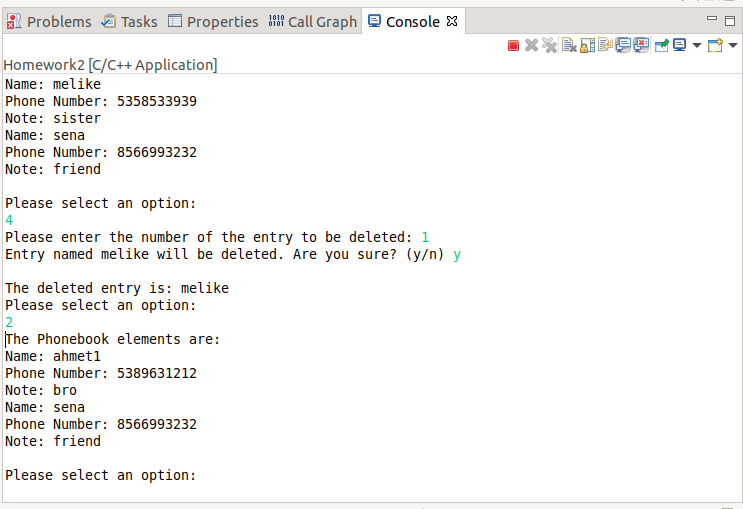 Problems Tasks Properties Call Graph Console
Homework2 [C/C++ Application]
Name: melike
Phone Number: 5358533939
Note: sister
Name: sena
Phone Number: 8566993232
Note: friend
Please select an option:
4
Please enter the number of the entry to be deleted: 1
Entry named melike will be deleted. Are you sure? (y/n) y
The deleted entry is: melike
Please select an option:
2
The Phonebook elements are:
Name: ahmet1
Phone Number: 5389631212
Note: bro
Name: sena
Phone Number: 8566993232
Note: friend
Please select an option: